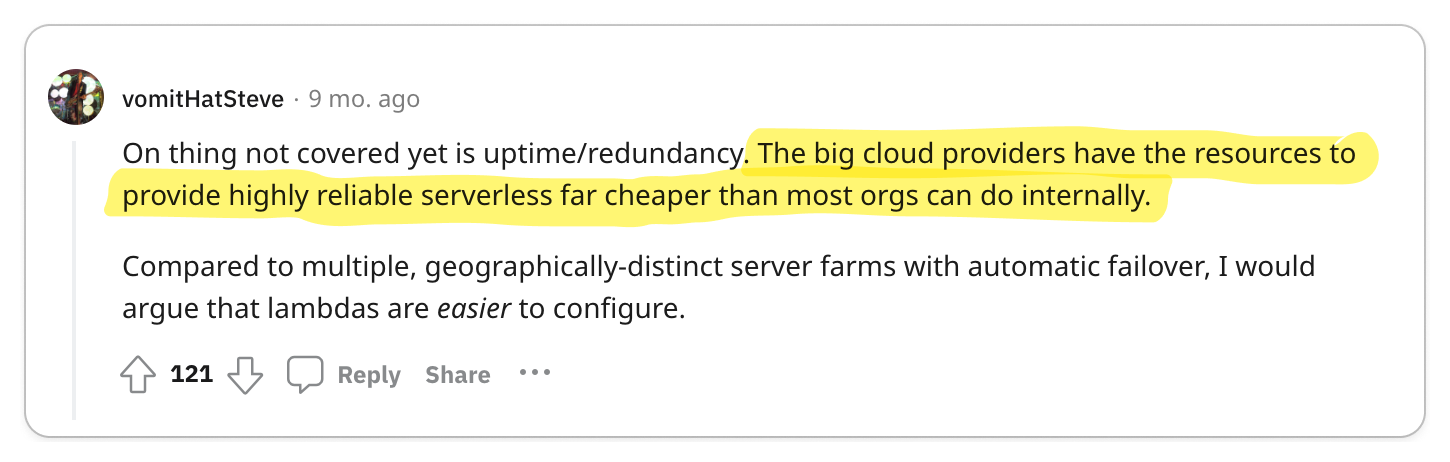 vomitHatSteve · 9 mo. ago
On thing not covered yet is uptime/redundancy. The big cloud providers have the resources to
provide highly reliable serverless far cheaper than most orgs can do internally.
Compared to multiple, geographically-distinct server farms with automatic failover, I would
argue that lambdas are easier to configure.
121 Reply Share ···